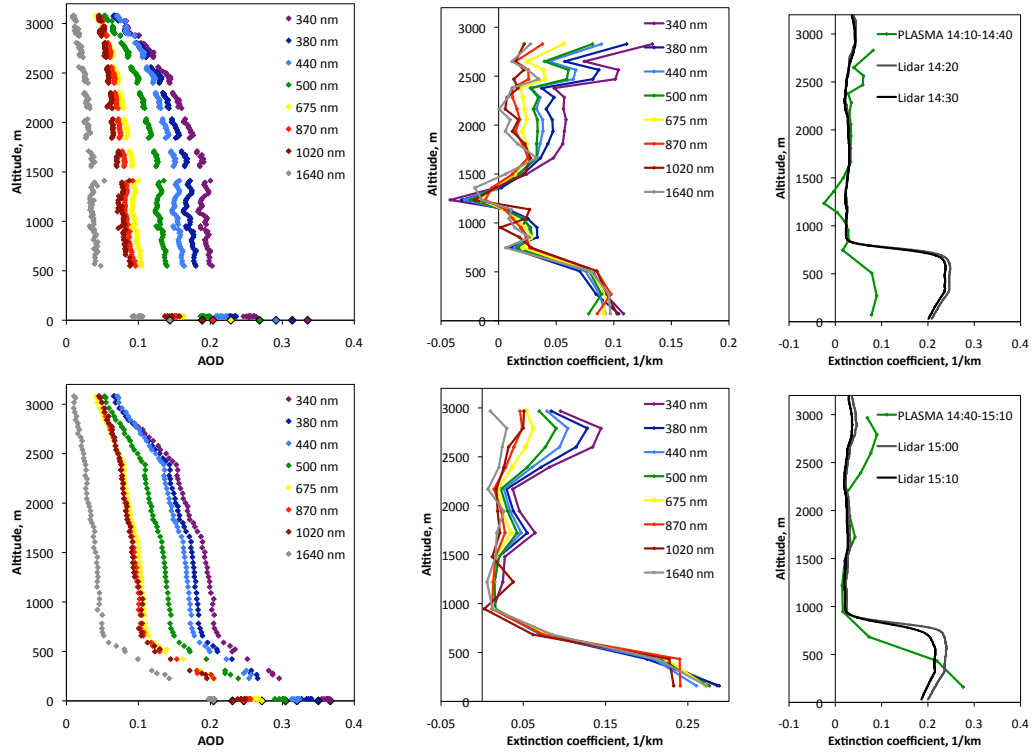 3000
2500
2000
1500
1000
500
0
Altitude, m
340 nm
380 nm
440 nm
500 nm
675 nm
870 nm
1020 nm
1640 nm
0 0.1 0.2 0.3 0.4
AOD
3000
2500
2000
1500
1000
500
0
Altitude, m
340 nm
380 nm
440 nm
500 nm
675 nm
870 nm
1020 nm
1640 nm
-0.05 0 0.05 0.1 0.15 0.2
Extinction coefficient, 1/km
3000
2500
2000
1500
1000
500
0
Altitude, m
PLASMA 14:10-14:40
Lidar 14:20
Lidar 14:30
-0.1 0 0.1 0.2 0.3 0.4
Extinction coefficient, 1/km
3000
2500
2000
1500
1000
500
0
Altitude, m
340 nm
380 nm
440 nm
500 nm
675 nm
870 nm
1020 nm
1640 nm
0 0.1 0.2 0.3 0.4
AOD
3000
2500
2000
1500
1000
500
0
Altitude, m
340 nm
380 nm
440 nm
500 nm
675 nm
870 nm
1020 nm
1640 nm
-0.05 0.05 0.15 0.25
Extinction coefficient, 1/km
3000
2500
2000
1500
1000
500
0
Altitude, m
PLASMA 14:40-15:10
Lidar 15:00
Lidar 15:10
-0.1 0 0.1 0.2 0.3 0.4
Extinction coefficient, 1/km